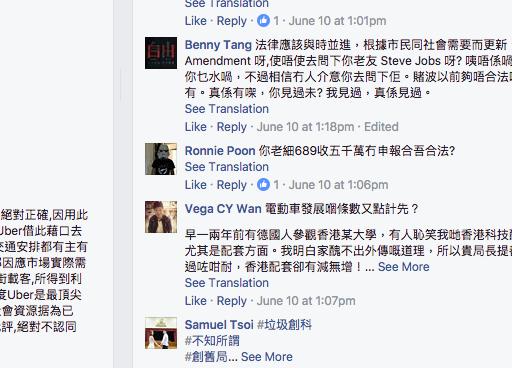 See Translation
Like · Reply · 1 · June 10 at 1:01pm
Benny Tang 法律應該與時並進，根據市民同社會需要而更新
Amendment 呀,使唔使去問下你老友 Steve Jobs 呀? 咦唔係喎
你乜水喎，不過相信冇人介意你去問下佢。賭波以前夠唔合法
有。真係有㗎，你見過未? 我見過，真係見過。
See Translation
Like · Reply · June 10 at 1:18pm · Edited
Ronnie Poon 你老細689收五千萬冇申報合吾合法?
See Translation
Like · Reply · 1 · June 10 at 1:06pm
Vega CY Wan 電動車發展嗰條數又點計先？
早一兩年前有德國人參觀香港某大學，有人恥笑我哋香港科技
尤其是配套方面。我明白家醜不出外傳嘅道理，所以貴局長提
過咗咁耐，香港配套卻有減無增！... See More
See Translation
Like · Reply · June 10 at 1:07pm
Samuel Tsoi #垃圾創科
#不知所謂
#創舊局... See More
絕對正確,因用此
Uber借此藉口去
交通安排都有主有
因應市場實際需
街載客,所得到利
度Uber是最頂尖
會資源据為已
評,絕對不認同